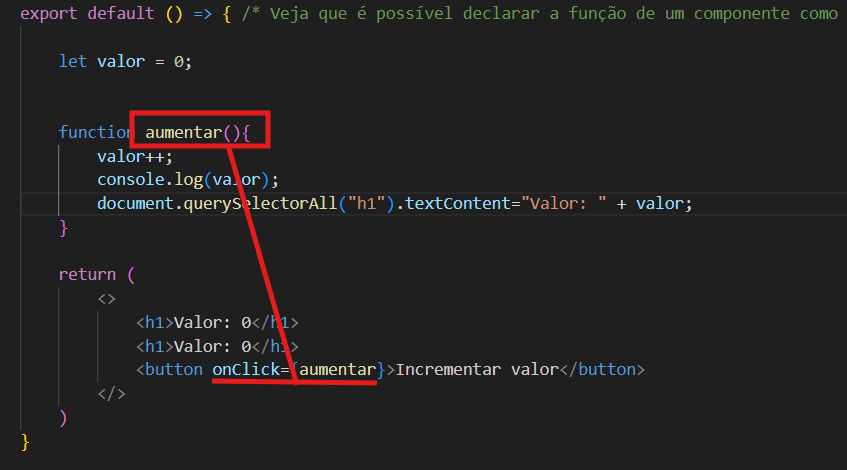 export default () => { /* Veja que é possível declarar a função de um componente como
let valor = 0;
function aumentar(){
valor++;
console.log(valor);
document.querySelectorAll("h1").textContent="Valor: " + valor;
}
return (
<>
<h1>Valor: 0</h1>
<h1>Valor: 0</h1>
<button onClick={aumentar}>Incrementar valor</button>
</>
)
}